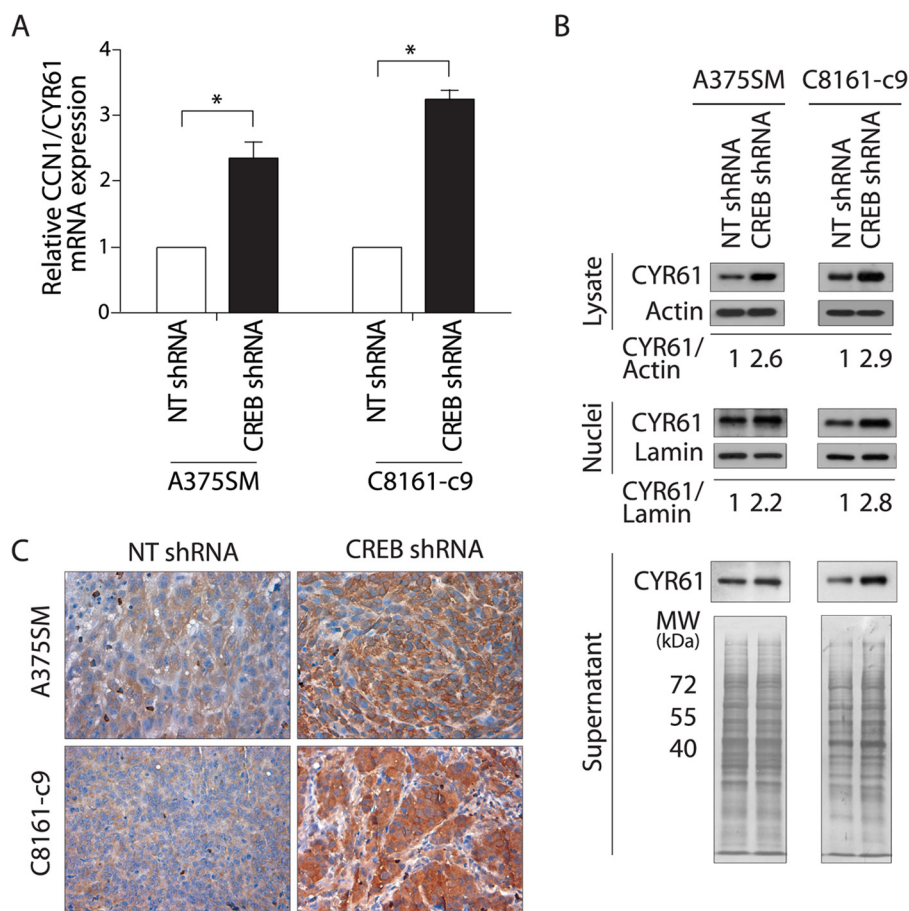 A
Relative CCN1/CYR61
mRNA expression
4
3
2
1
0
*
*
NT shRNA
CREB shRNA
NT shRNA
CREB shRNA
A375SM
C8161-c9
B
A375SM C8161-c9
NT shRNA
CREB shRNA
NT shRNA
CREB shRNA
Lysate
CYR61
Actin
CYR61/
Actin
1 2.6 1 2.9
Nuclei
CYR61
Lamin
CYR61/
Lamin
1 2.2 1 2.8
Supernatant
CYR61
MW
(kDa)
72
55
40
C
NT shRNA CREB shRNA
A375SM
C8161-c9